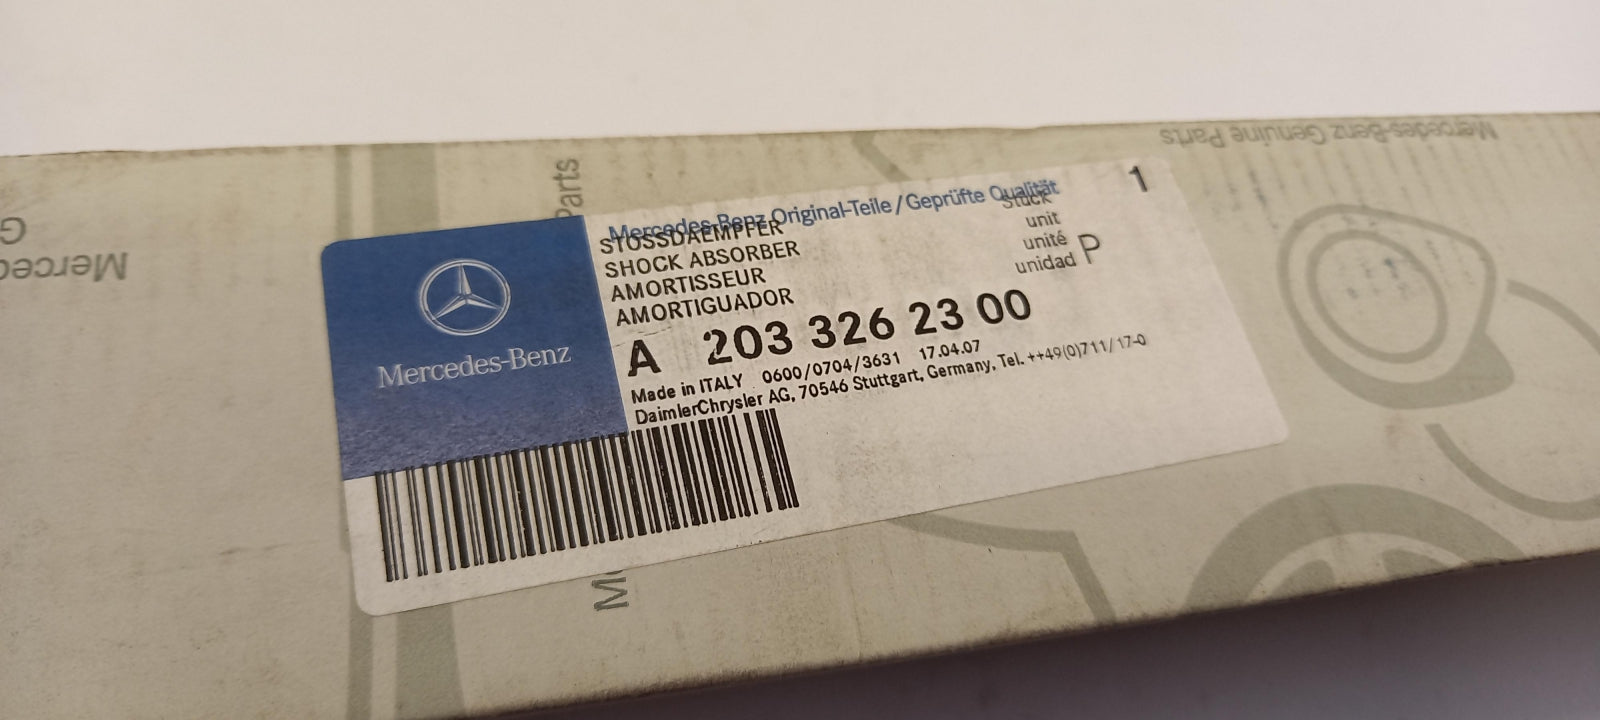 Mercedes-Benz Genuine Parts
Parts
Merced
G
Mercedes-Benz Original-Teile/Geprüfte Qualität
1
STOSSDAEMPFER
SHOCK ABSORBER
AMORTISSEUR
AMORTIGUADOR
Stück
unit
unité
unidad P
A 203 326 23 00
Made in ITALY 0600/0704/3631 17.04.07
DaimlerChrysler AG, 70546 Stuttgart, Germany, Tel. ++49(0)711/17-0
Mercedes-Benz